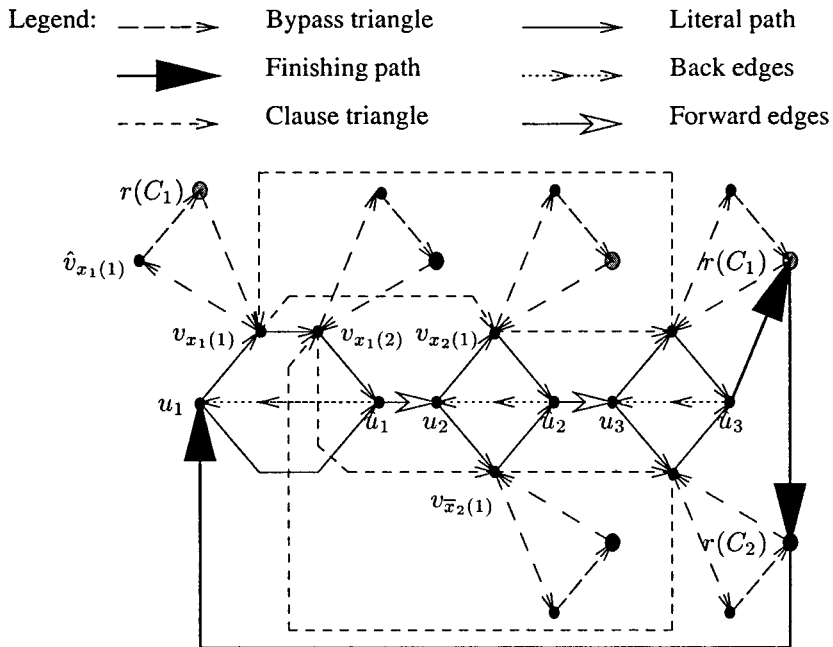 Legend: Bypass triangle Literal path
Finishing path Back edges
Clause triangle Forward edges
r(C₁)
v̂ₓ₁₍₁₎ r(C₁)
vₓ₁₍₁₎ vₓ₁₍₂₎ vₓ₂₍₁₎
u₁ u₁ u₂ u₂ u₃ u₃
v_{x̅₂(1)}
r(C₂)